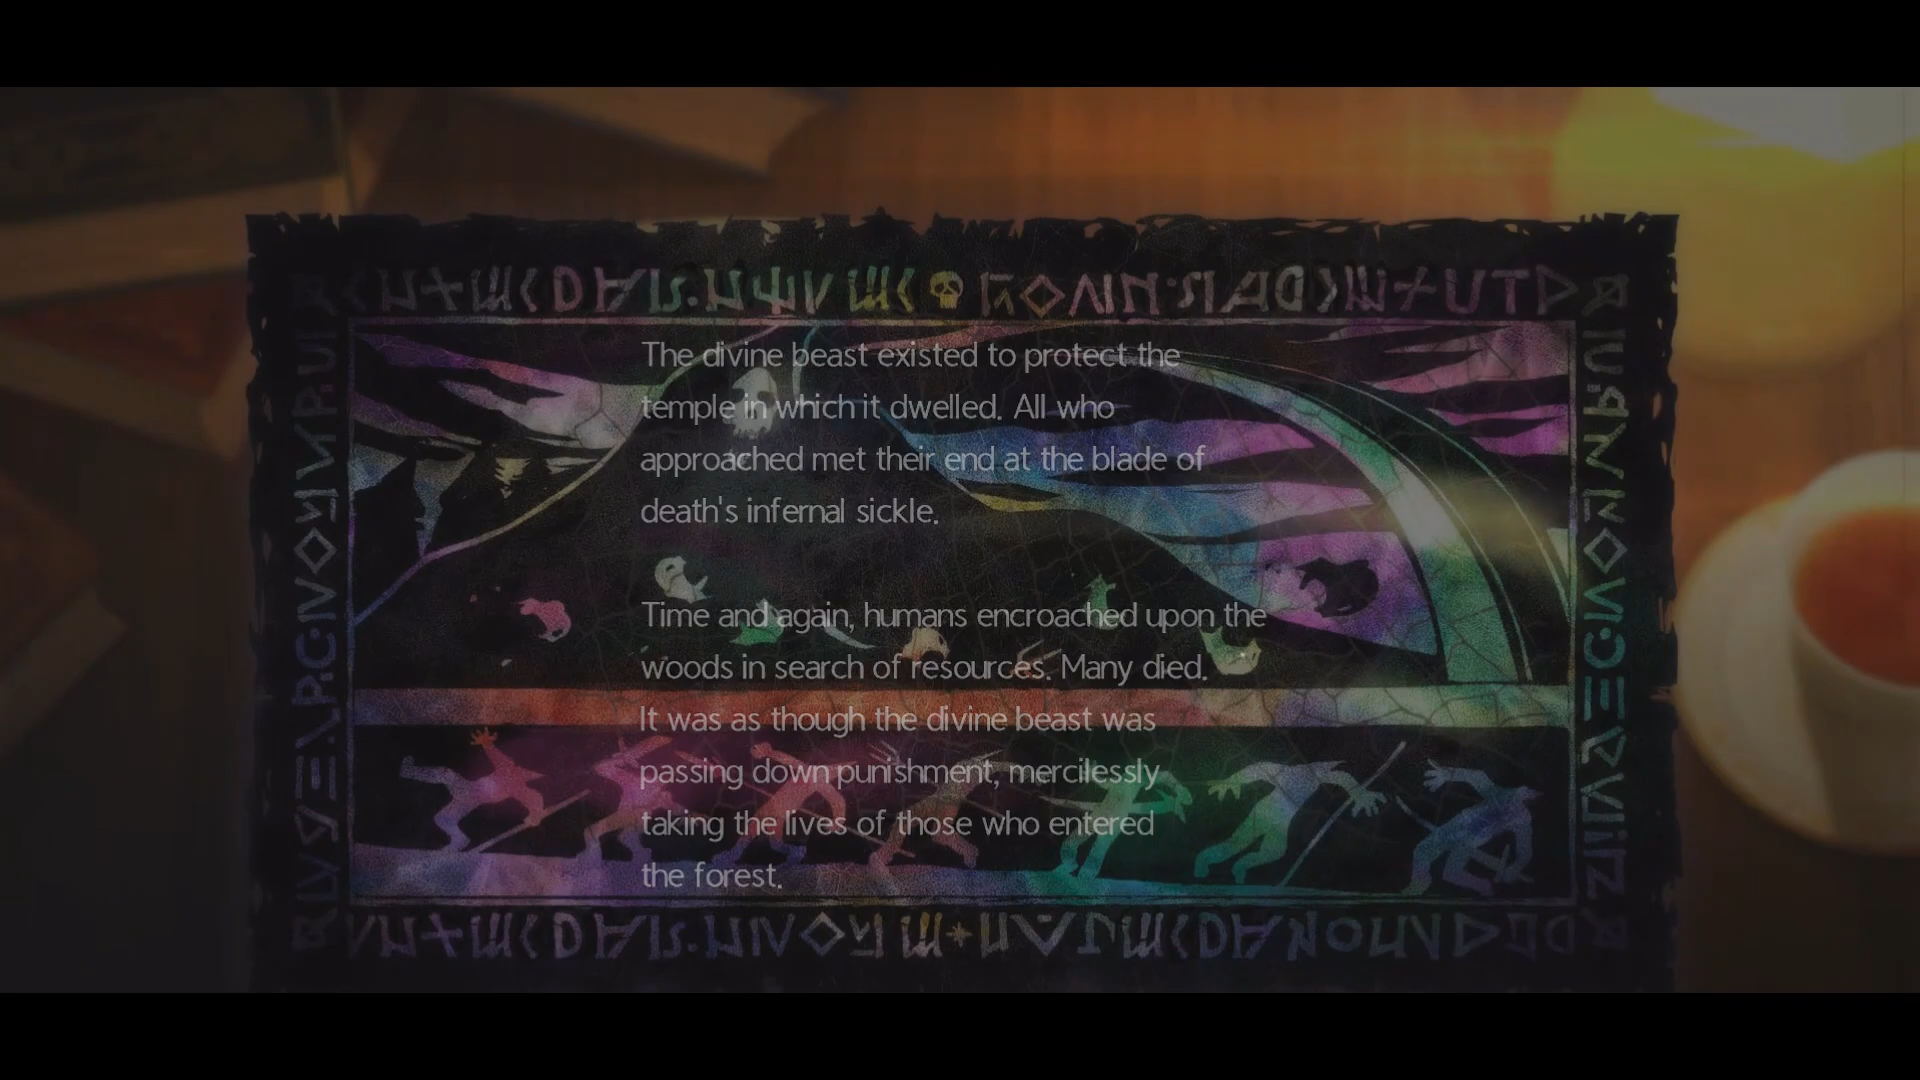 The divine beast existed to protect the
temple in which it dwelled. All who
approached met their end at the blade of
death's infernal sickle.
Time and again, humans encroached upon the
woods in search of resources. Many died.
It was as though the divine beast was
passing down punishment, mercilessly
taking the lives of those who entered
the forest.